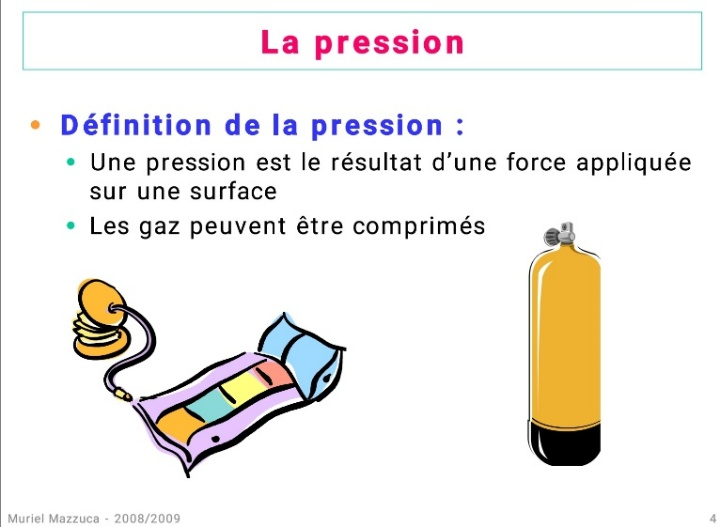 La pression
Définition de la pression :
Une pression est le résultat d'une force appliquée
sur une surface
Les gaz peuvent être comprimés
Muriel Mazzuca - 2008/2009
4